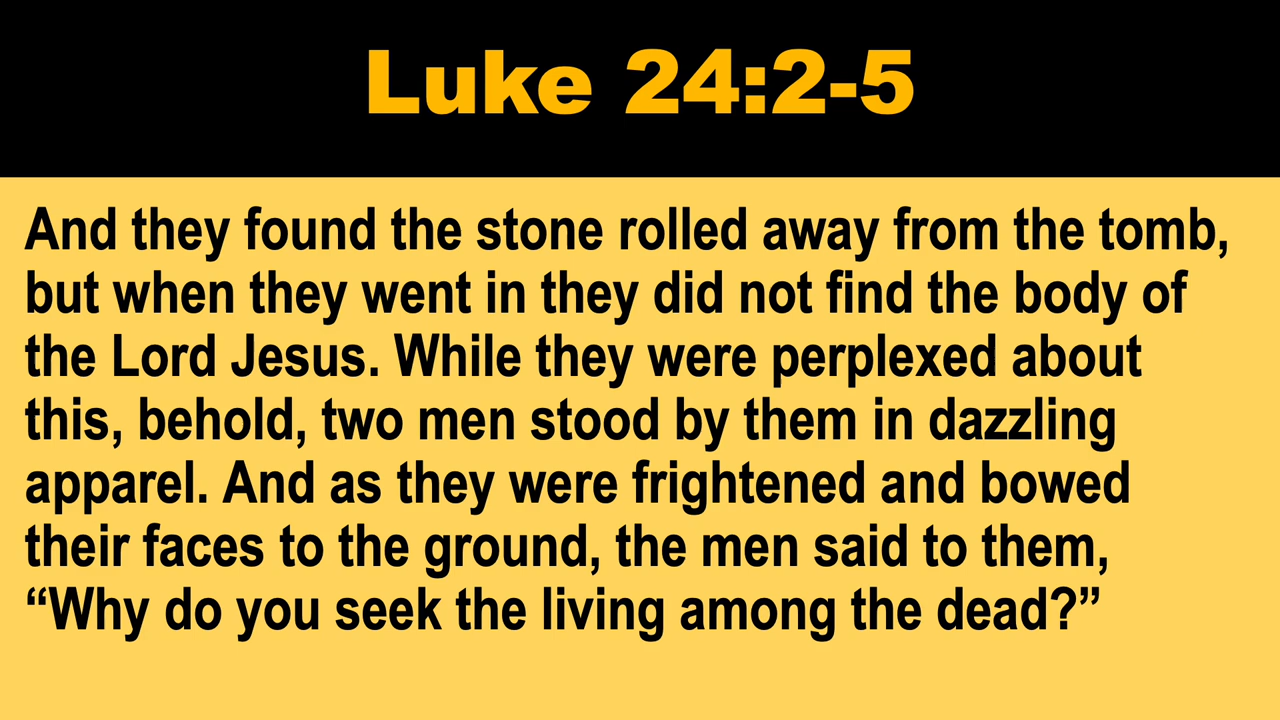 Luke 24:2-5
And they found the stone rolled away from the tomb,
but when they went in they did not find the body of
the Lord Jesus. While they were perplexed about
this, behold, two men stood by them in dazzling
apparel. And as they were frightened and bowed
their faces to the ground, the men said to them,
“Why do you seek the living among the dead?”